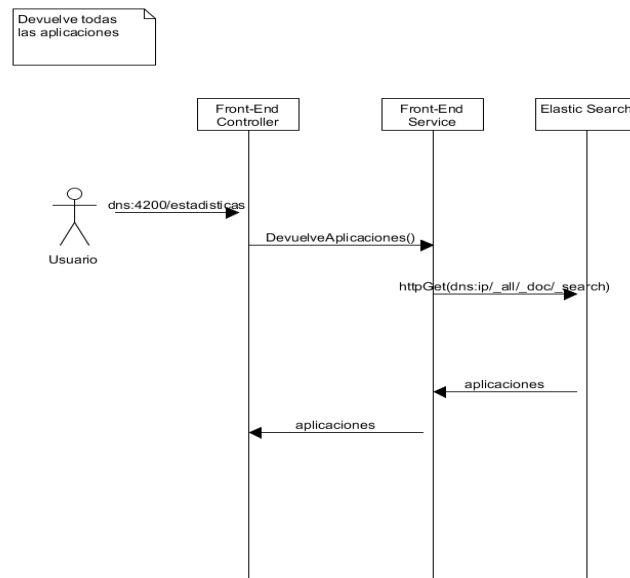 Devuelve todas
las aplicaciones
Front-End
Controller
Front-End
Service
Elastic Search
dns:4200/estadisticas
Usuario
DevuelveAplicaciones()
httpGet(dns:ip/_all/_doc/_search)
aplicaciones
aplicaciones